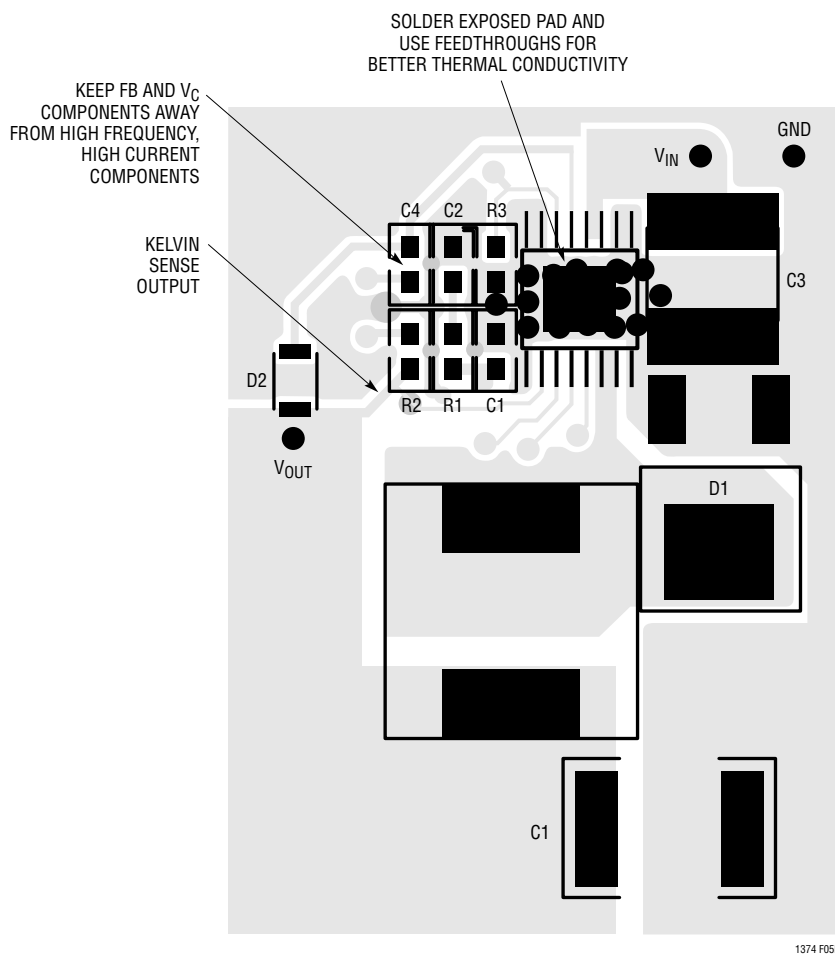 SOLDER EXPOSED PAD AND
USE FEEDTHROUGHS FOR
BETTER THERMAL CONDUCTIVITY
KEEP FB AND VC
COMPONENTS AWAY
FROM HIGH FREQUENCY,
HIGH CURRENT
COMPONENTS
GND
VIN
C4
C2
R3
KELVIN
SENSE
OUTPUT
C3
D2
R2
R1
C1
VOUT
D1
C1
1374 F05